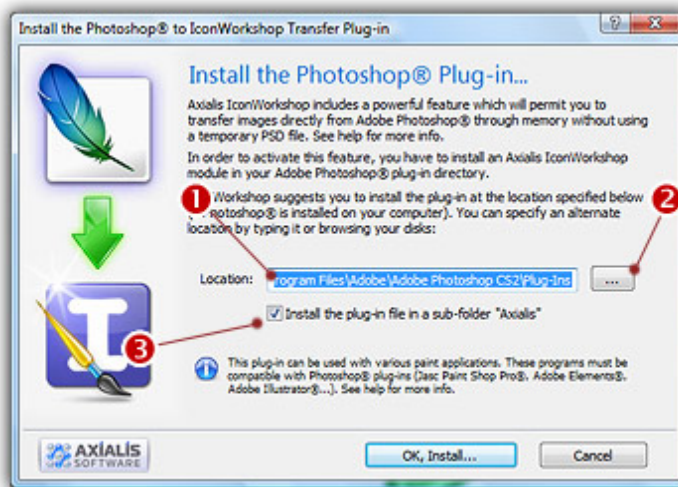 Install the Photoshop® to IconWorkshop Transfer Plug-in
?
X
Install the Photoshop® Plug-in...
Axialis IconWorkshop includes a powerful feature which will permit you to
transfer images directly from Adobe Photoshop® through memory without using
a temporary PSD file. See help for more info.
In order to activate this feature, you have to install an Axialis IconWorkshop
module in your Adobe Photoshop® plug-in directory.
1
Workshop suggests you to install the plug-in at the location specified below
2
otoshop® is installed on your computer). You can specify an alternate
location by typing it or browsing your disks:
Location:
rogram Files\Adobe\Adobe Photoshop CS2\Plug-Ins
...
Install the plug-in file in a sub-folder "Axialis"
3
I
This plug-in can be used with various paint applications. These programs must be
compatible with Photoshop® plug-ins (Jasc Paint Shop Pro®, Adobe Elements®,
Adobe Illustrator®...). See help for more info.
AXIALIS
SOFTWARE
OK, Install...
Cancel